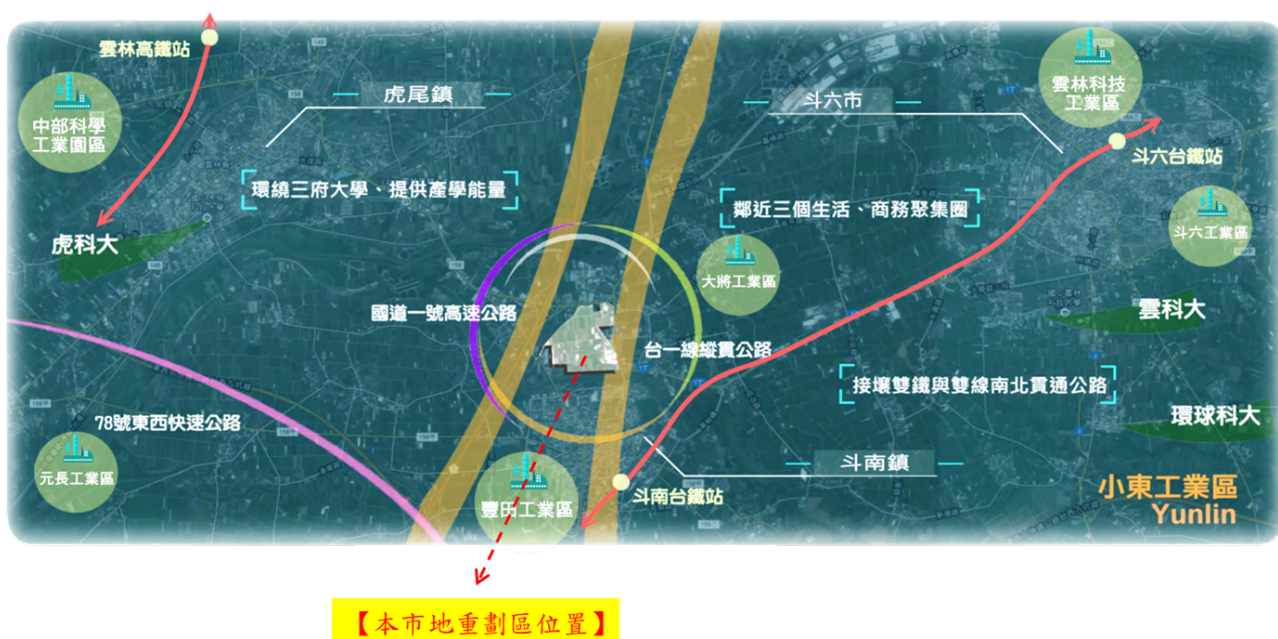 雲林高鐵站
中部科學
工業園區
虎尾鎮
斗六市
雲林科技
工業區
斗六台鐵站
環繞三府大學、提供產學能量
鄰近三個生活、商務聚集圈
斗六工業區
虎科大
大將工業區
國道一號高速公路
台一線縱貫公路
雲科大
接壤雙鐵與雙線南北貫通公路
78號東西快速公路
環球科大
元長工業區
斗南鎮
豐田工業區
斗南台鐵站
小東工業區
Yunlin
【本市地重劃區位置】